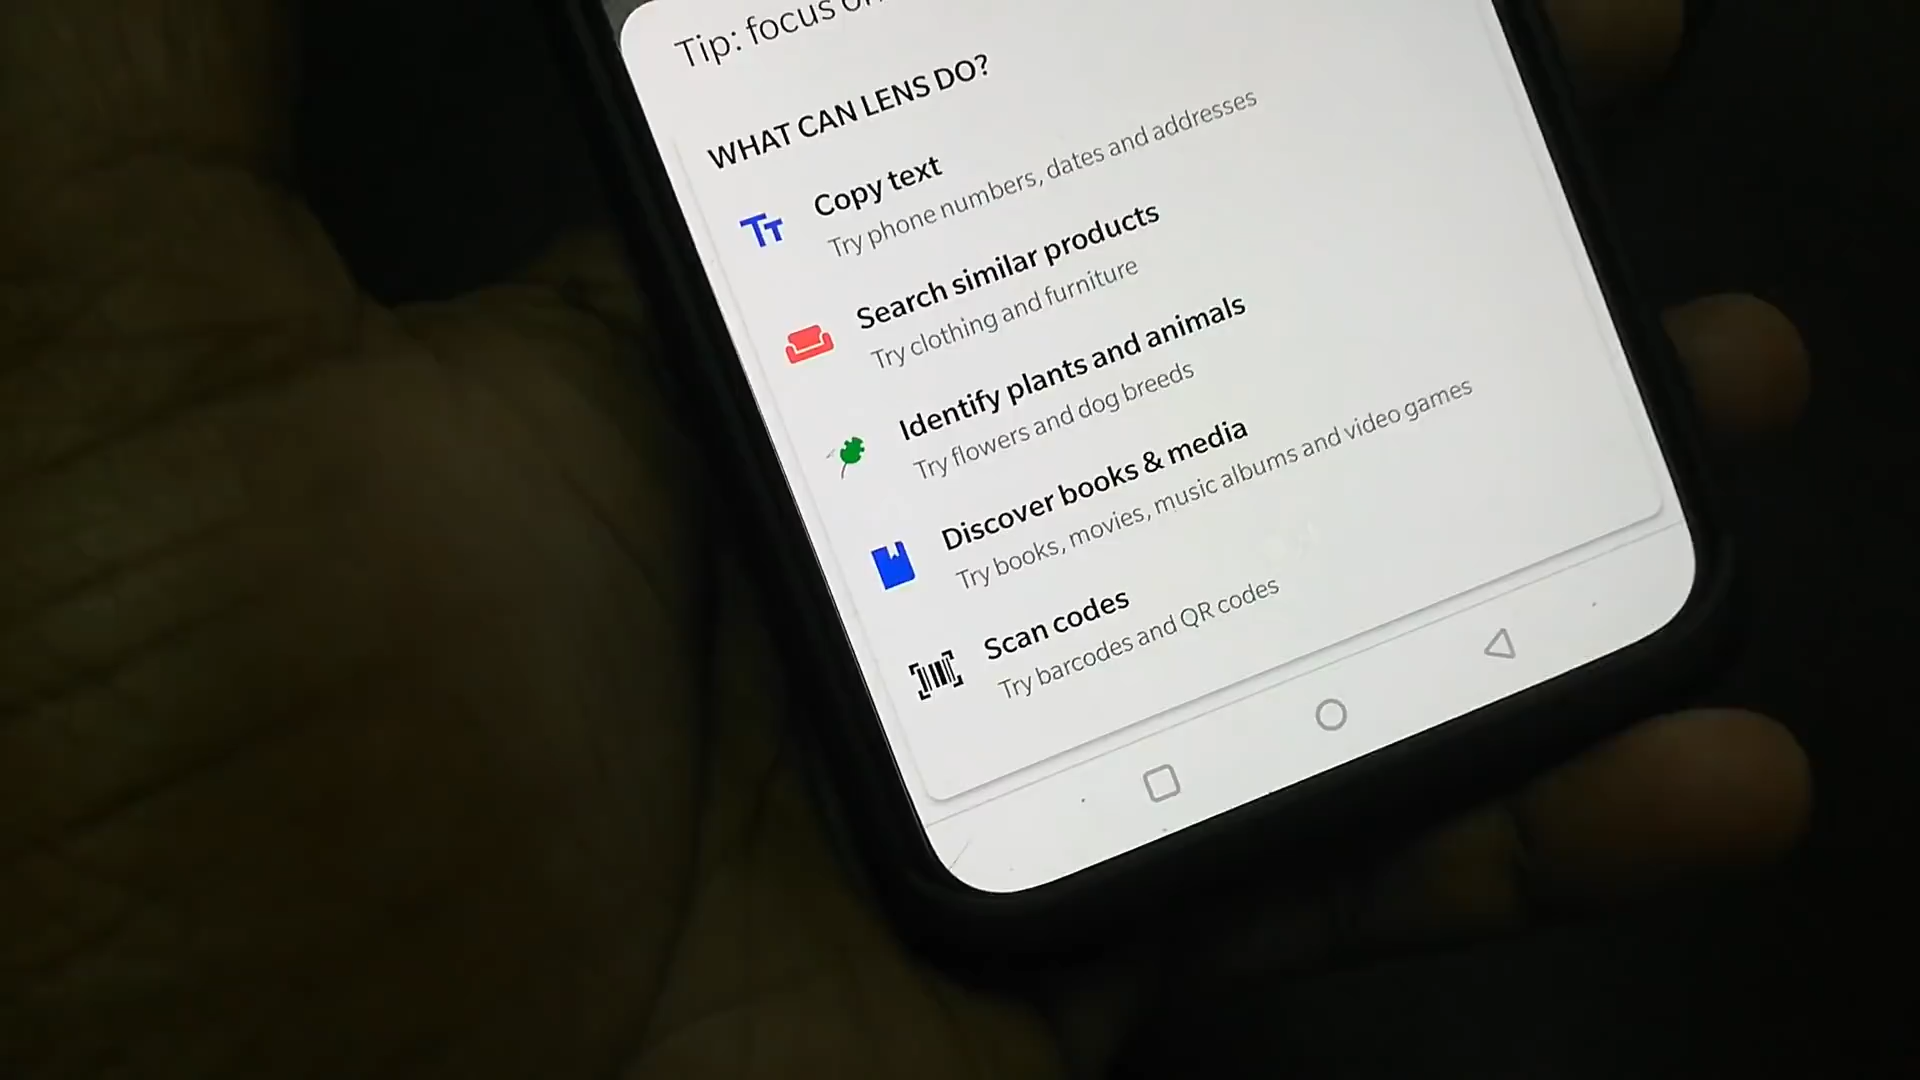 Tip: focus
WHAT CAN LENS DO?
Copy text
Try phone numbers, dates and addresses
Search similar products
Try clothing and furniture
Identify plants and animals
Try flowers and dog breeds
Discover books & media
Try books, movies, music albums and video games
Scan codes
Try barcodes and QR codes